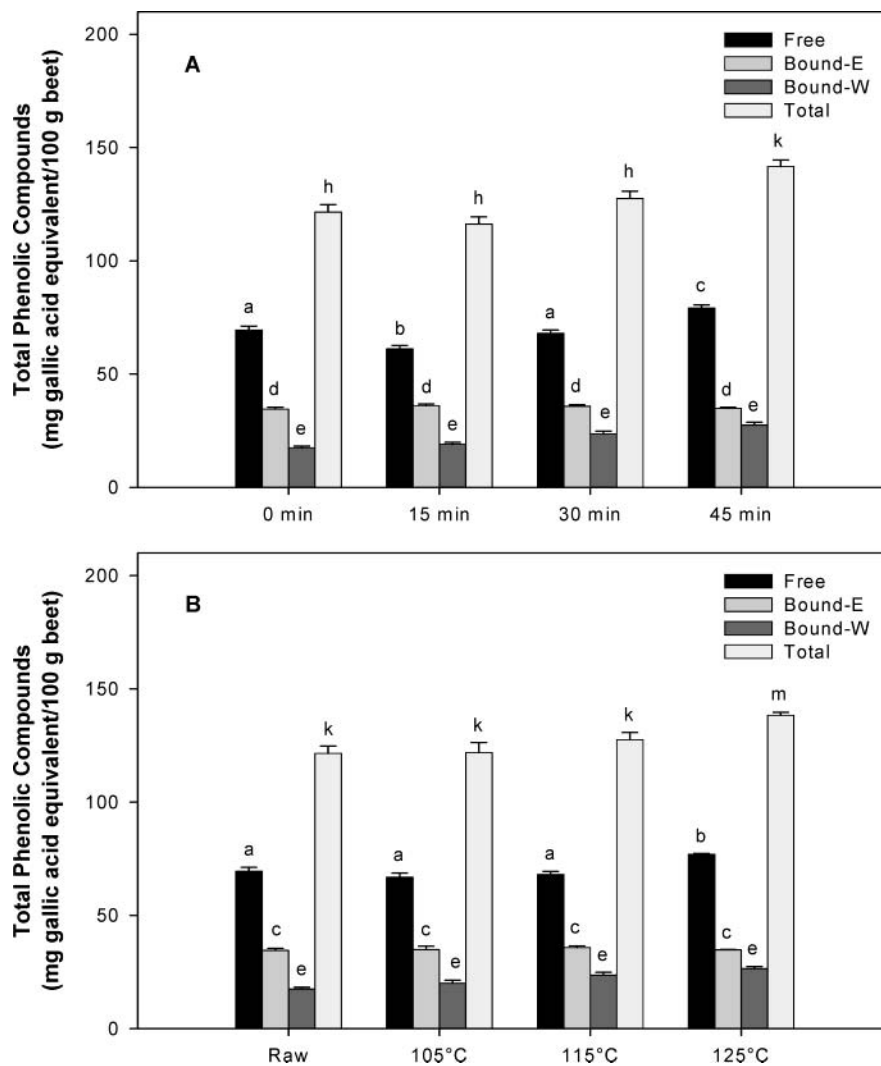 Total Phenolic Compounds
(mg gallic acid equivalent/100 g beet)
200
150
100
50
0
A
Free
Bound-E
Bound-W
Total
a
d
e
h
b
d
e
h
a
d
e
h
c
d
e
k
0 min
15 min
30 min
45 min
Total Phenolic Compounds
(mg gallic acid equivalent/100 g beet)
200
150
100
50
0
B
Free
Bound-E
Bound-W
Total
a
c
e
k
a
c
e
k
a
c
e
k
b
c
e
m
Raw
105°C
115°C
125°C